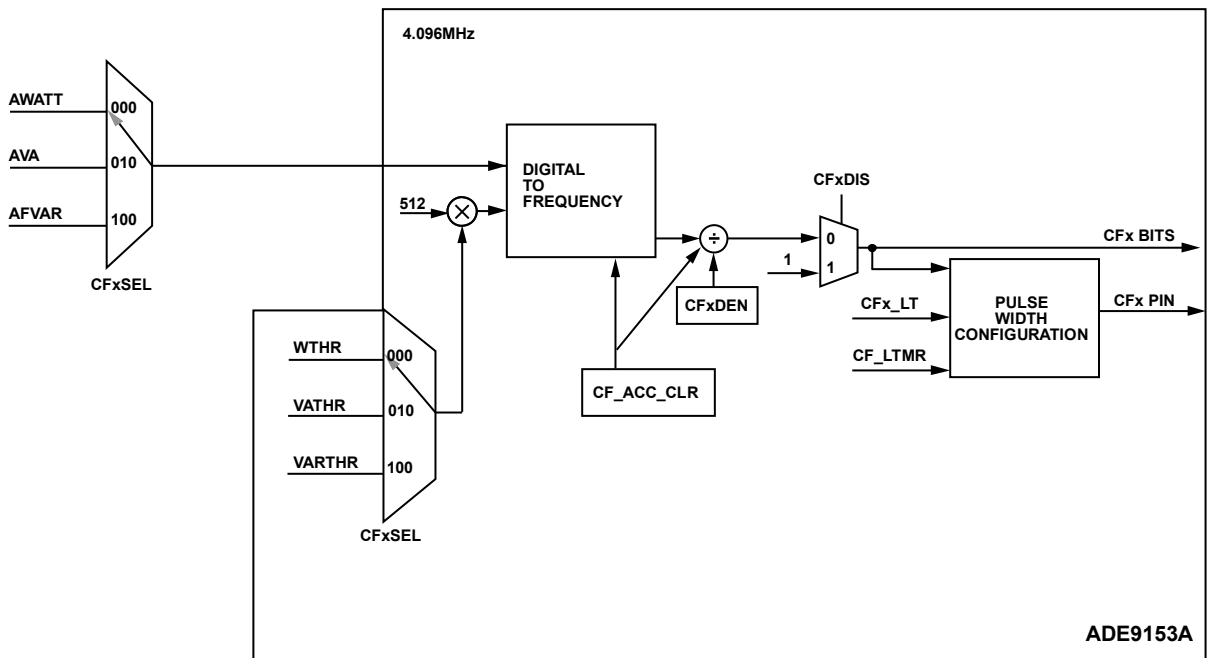 4.096MHz
AWATT
000
AVA
010
AFVAR
100
CFxSEL
512
×
DIGITAL
TO
FREQUENCY
÷
CFxDEN
CF_ACC_CLR
CFxDIS
0
1
1
CFx BITS
CFx_LT
CF_LTMR
PULSE
WIDTH
CONFIGURATION
CFx PIN
WTHR
000
VATHR
010
VARTHR
100
CFxSEL
ADE9153A